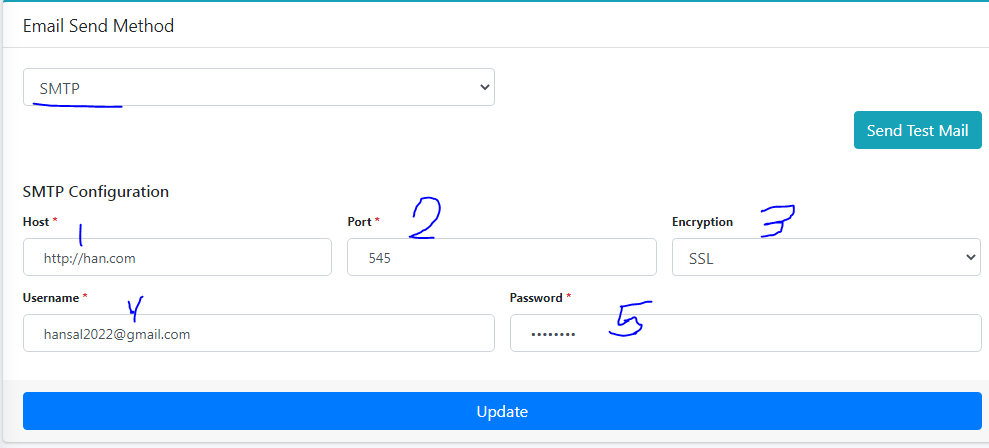 Email Send Method
SMTP
Send Test Mail
SMTP Configuration
Host * Port * 2 Encryption 3
1
http://han.com 545 SSL
Username * 4 Password * 5
hansal2022@gmail.com ••••••••
Update